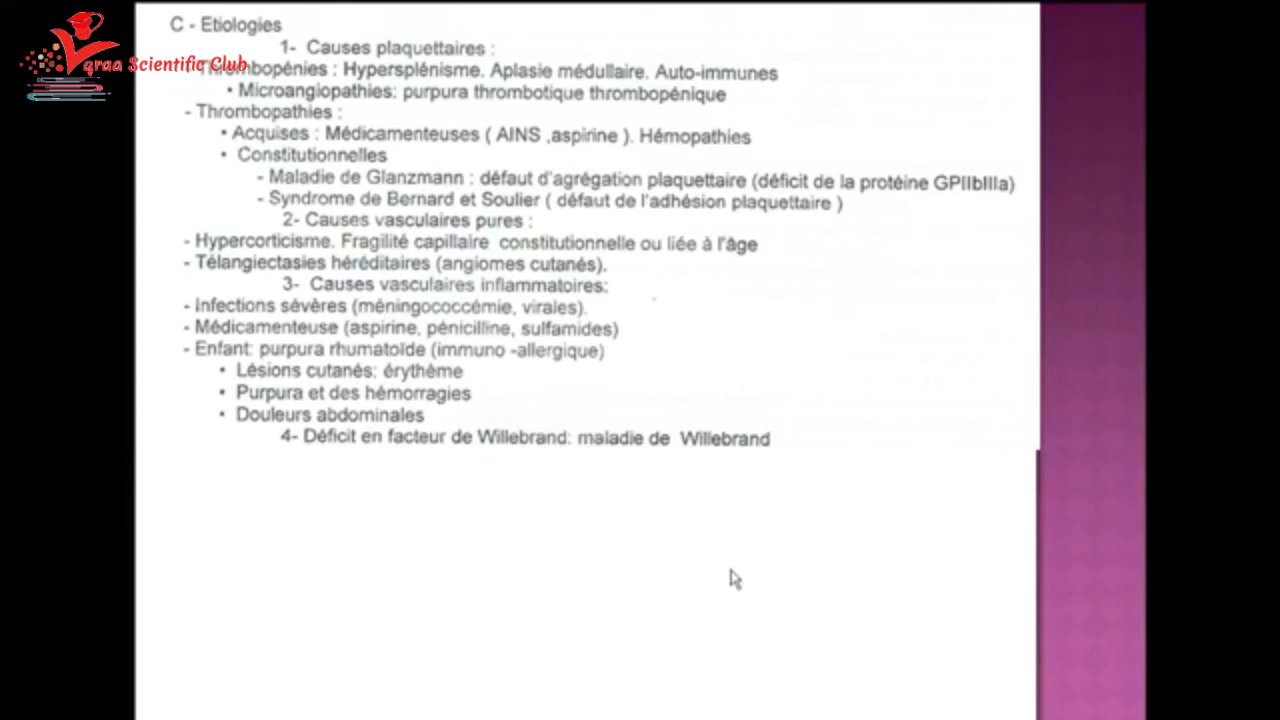 C - Etiologies
1- Causes plaquettaires :
qraa Scientific Club
Thrombopénies : Hypersplénisme. Aplasie médullaire. Auto-immunes
• Microangiopathies: purpura thrombotique thrombopénique
- Thrombopathies :
• Acquises : Médicamenteuses ( AINS ,aspirine ). Hémopathies
• Constitutionnelles
- Maladie de Glanzmann : défaut d'agrégation plaquettaire (déficit de la protéine GPIIbIIIa)
- Syndrome de Bernard et Soulier ( défaut de l'adhésion plaquettaire )
2- Causes vasculaires pures :
- Hypercorticisme. Fragilité capillaire constitutionnelle ou liée à l'âge
- Télangiectasies héréditaires (angiomes cutanés).
3- Causes vasculaires inflammatoires:
- Infections sévères (méningococcémie, virales).
- Médicamenteuse (aspirine, pénicilline, sulfamides)
- Enfant: purpura rhumatoïde (immuno -allergique)
• Lésions cutanés: érythème
• Purpura et des hémorragies
• Douleurs abdominales
4- Déficit en facteur de Willebrand: maladie de Willebrand